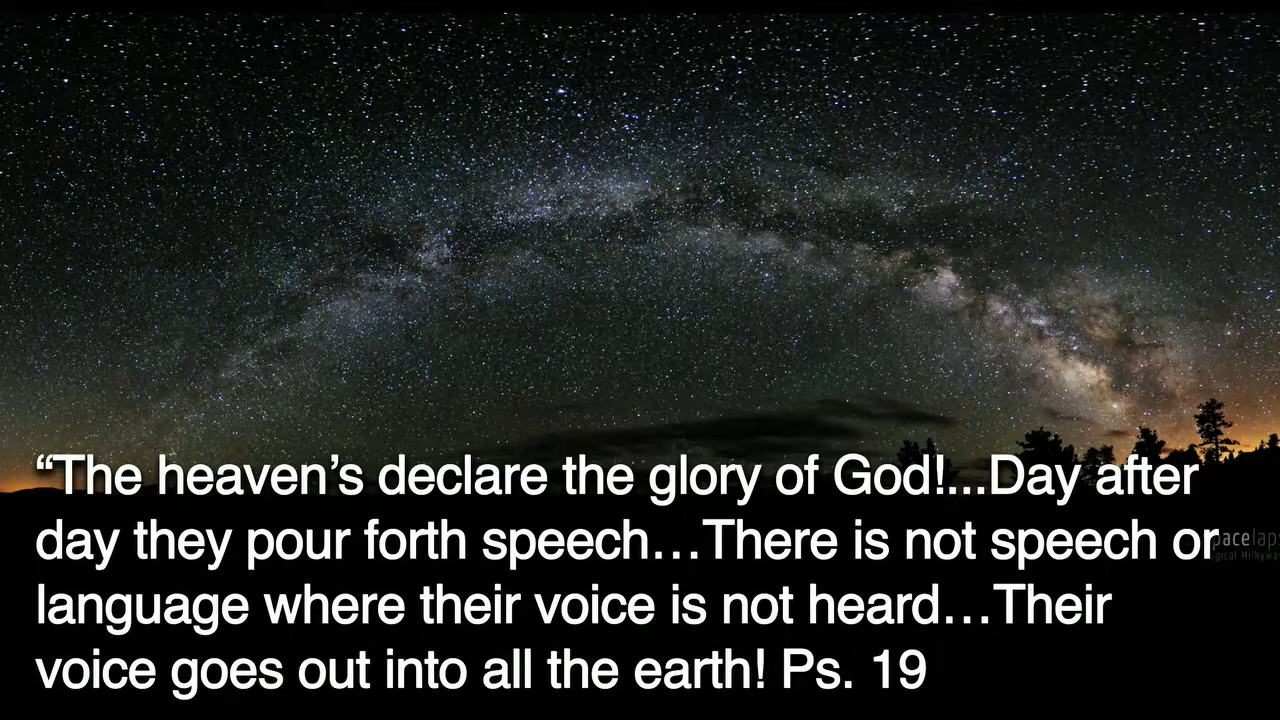 “The heaven’s declare the glory of God!...Day after
day they pour forth speech…There is not speech or
language where their voice is not heard…Their
voice goes out into all the earth! Ps. 19